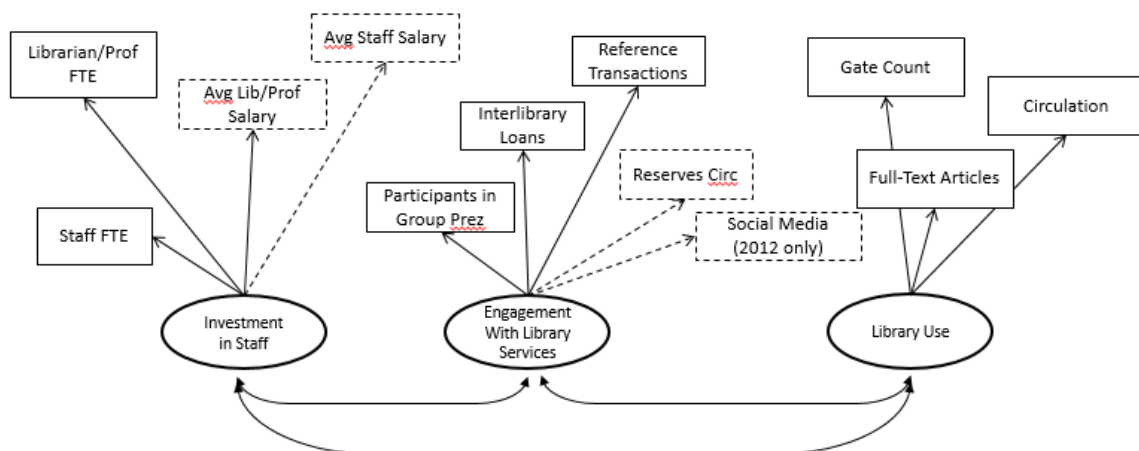 Librarian/Prof
FTE
Avg Staff Salary
Avg Lib/Prof
Salary
Reference
Transactions
Gate Count
Circulation
Interlibrary
Loans
Reserves Circ
Full-Text Articles
Participants in
Group Prez
Staff FTE
Social Media
(2012 only)
Investment
in Staff
Engagement
With Library
Services
Library Use